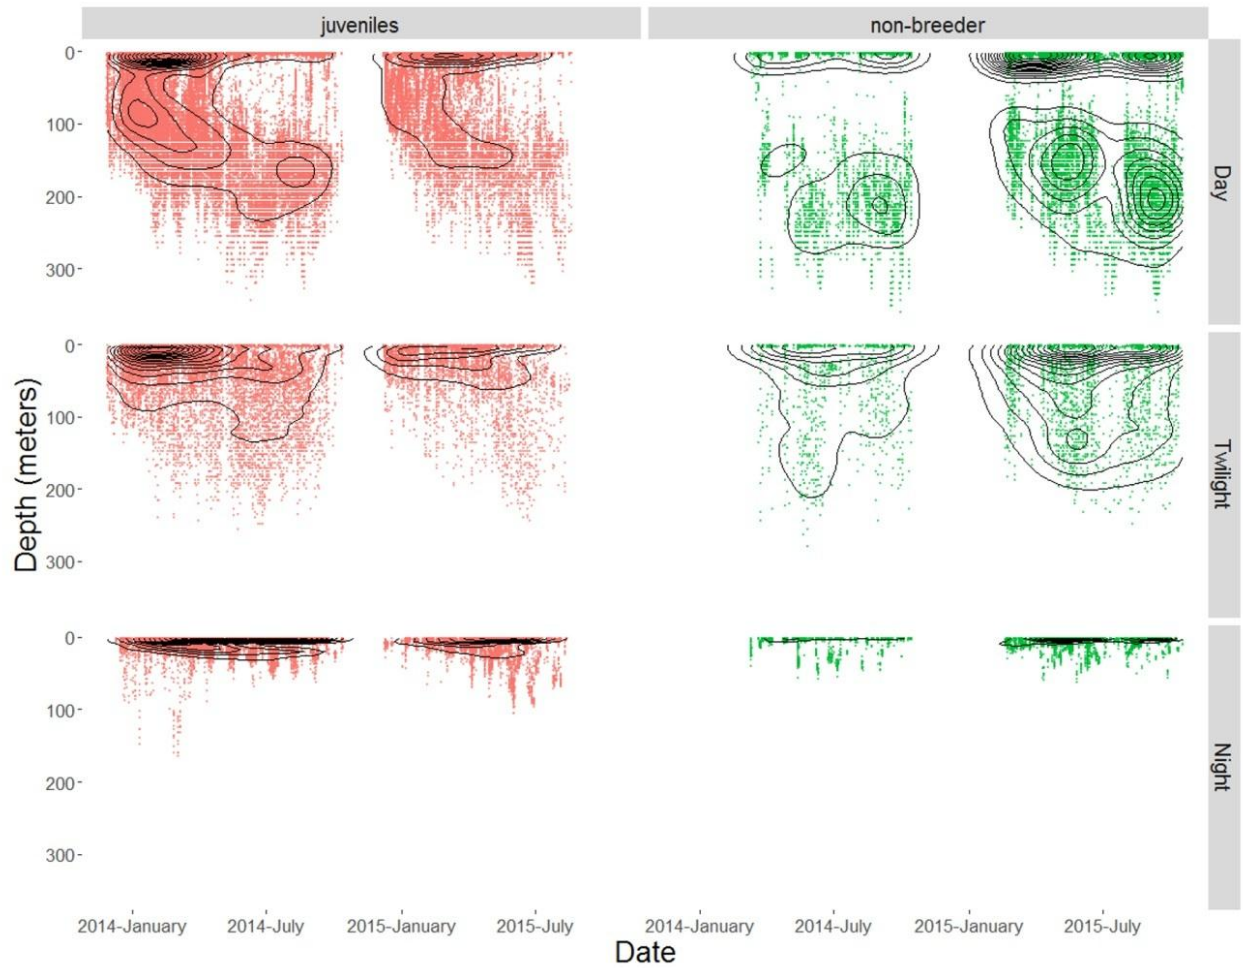 juveniles non-breeder
0
100
200
300
Day
0
100
200
300
Twilight
0
100
200
300
Night
Depth (meters)
2014-January 2014-July 2015-January 2015-July 2014-January 2014-July 2015-January 2015-July
Date